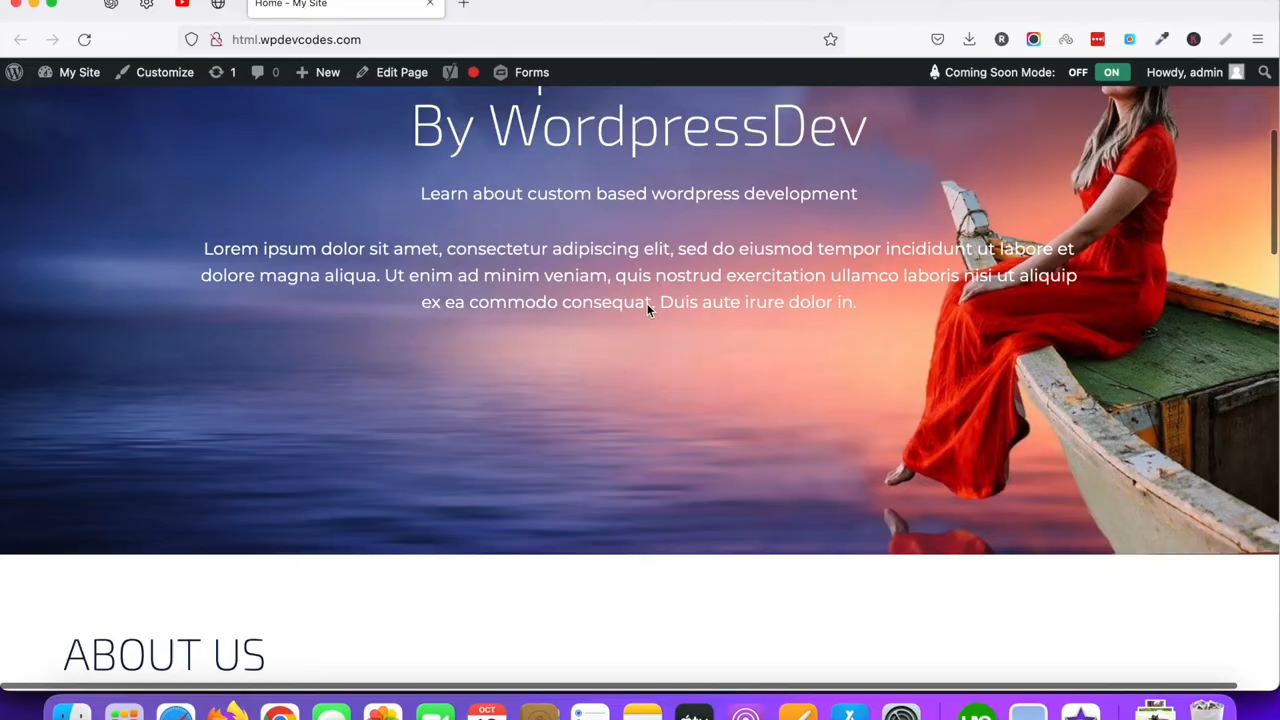 Home - My Site
html.wpdevcodes.com
My Site Customize 1 0 New Edit Page Forms Coming Soon Mode: OFF ON Howdy, admin
By WordpressDev
Learn about custom based wordpress development
Lorem ipsum dolor sit amet, consectetur adipiscing elit, sed do eiusmod tempor incididunt ut labore et
dolore magna aliqua. Ut enim ad minim veniam, quis nostrud exercitation ullamco laboris nisi ut aliquip
ex ea commodo consequat. Duis aute irure dolor in.
ABOUT US
OCT